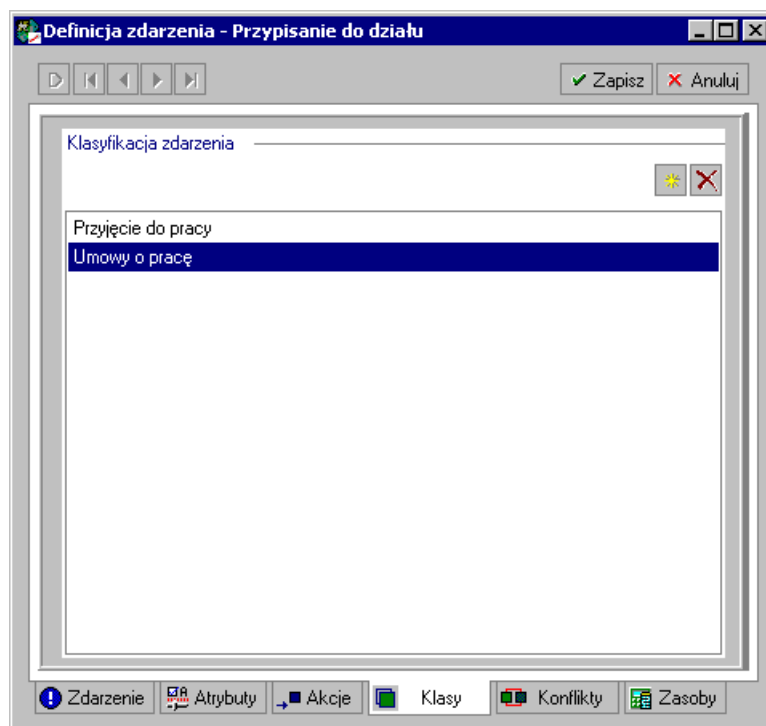 Definicja zdarzenia - Przypisanie do działu
Zapisz Anuluj
Klasyfikacja zdarzenia
Przyjęcie do pracy
Umowy o pracę
Zdarzenie Atrybuty Akcje Klasy Konflikty Zasoby